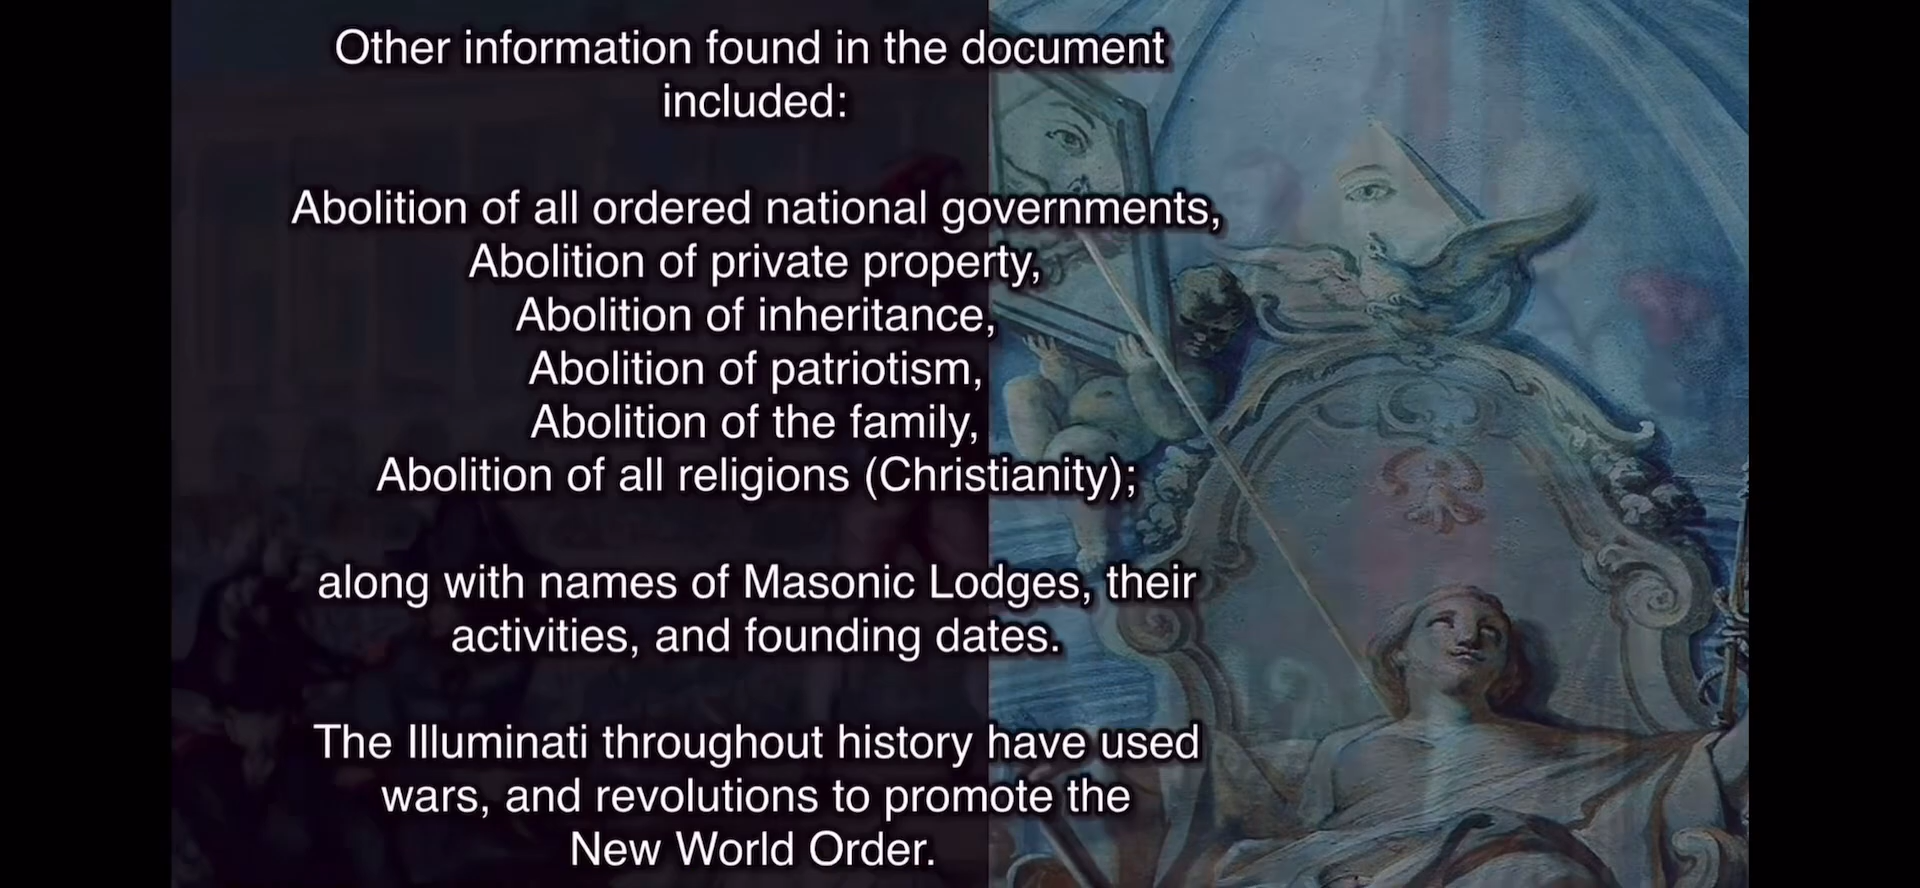 Other information found in the document
included:
Abolition of all ordered national governments,
Abolition of private property,
Abolition of inheritance,
Abolition of patriotism,
Abolition of the family,
Abolition of all religions (Christianity);
along with names of Masonic Lodges, their
activities, and founding dates.
The Illuminati throughout history have used
wars, and revolutions to promote the
New World Order.